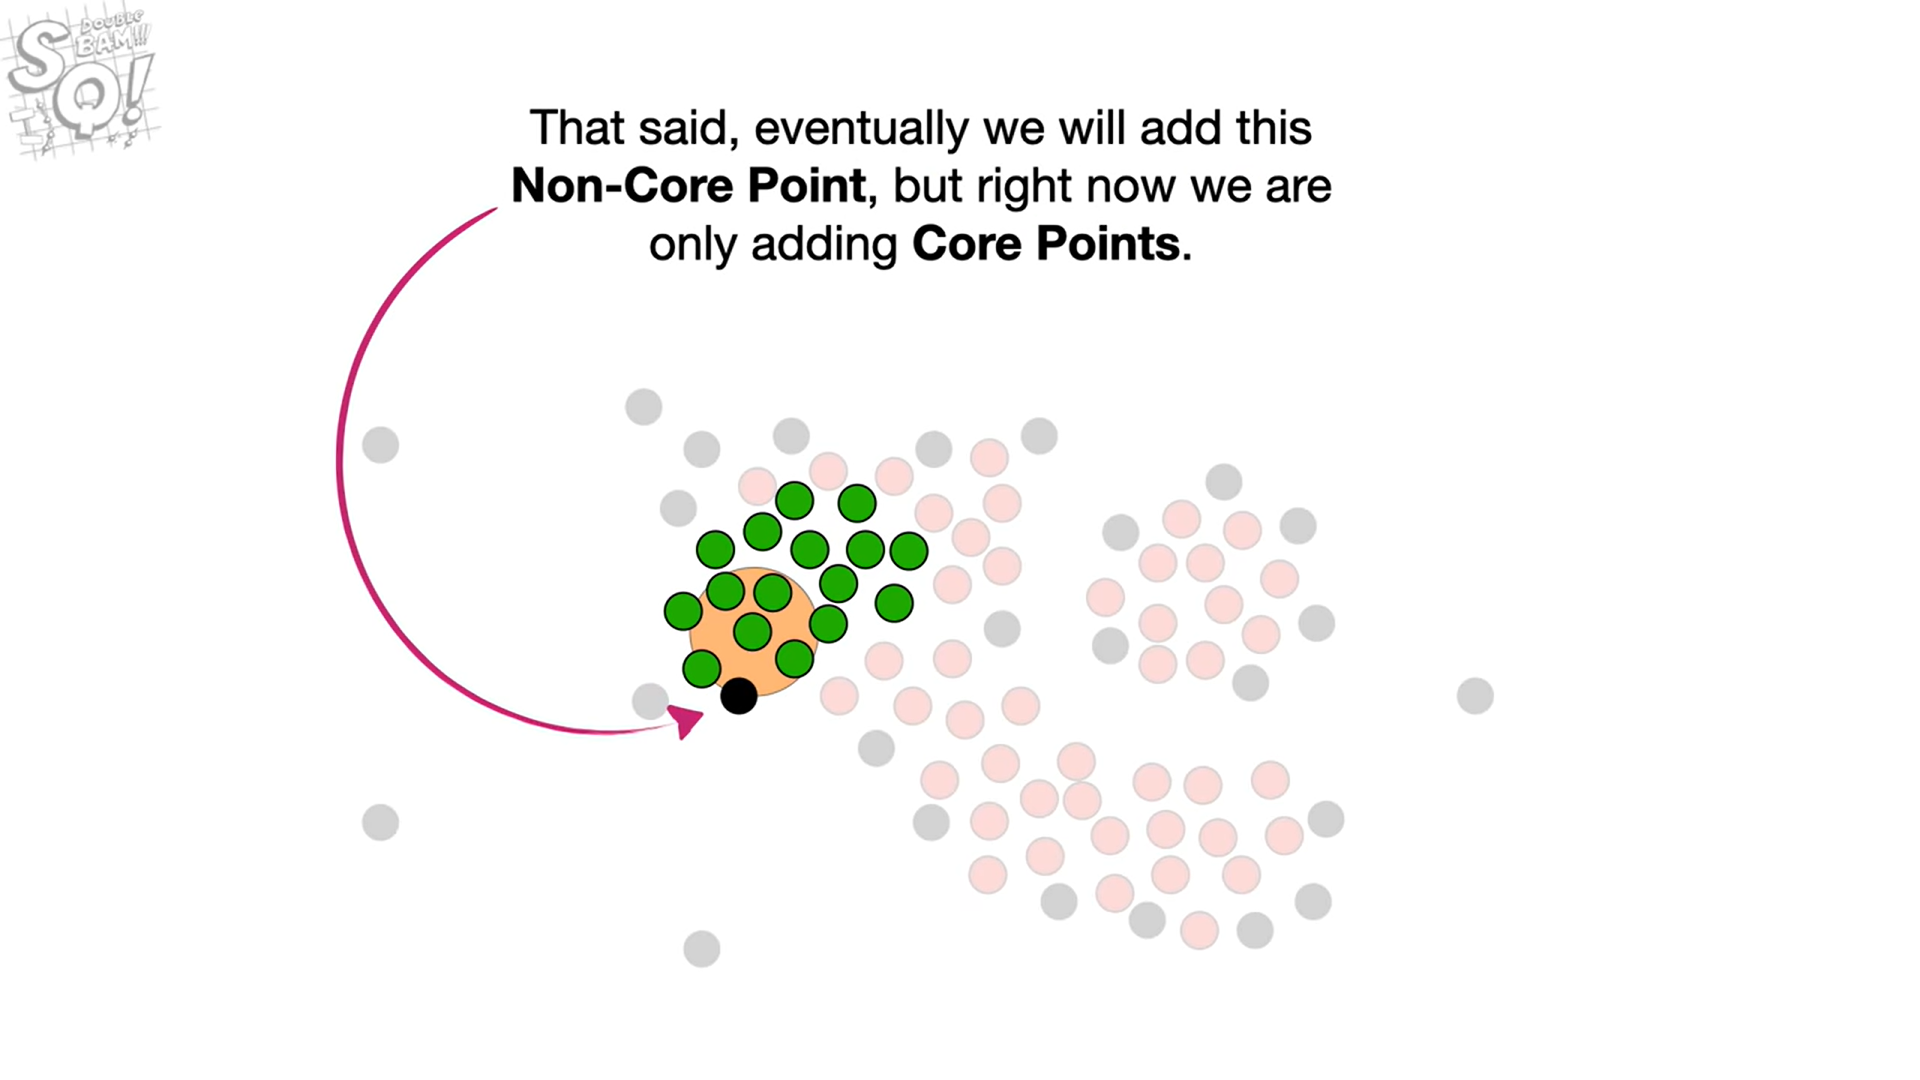 DOUBLE
BAM!!!
SQ!
That said, eventually we will add this
Non-Core Point, but right now we are
only adding Core Points.